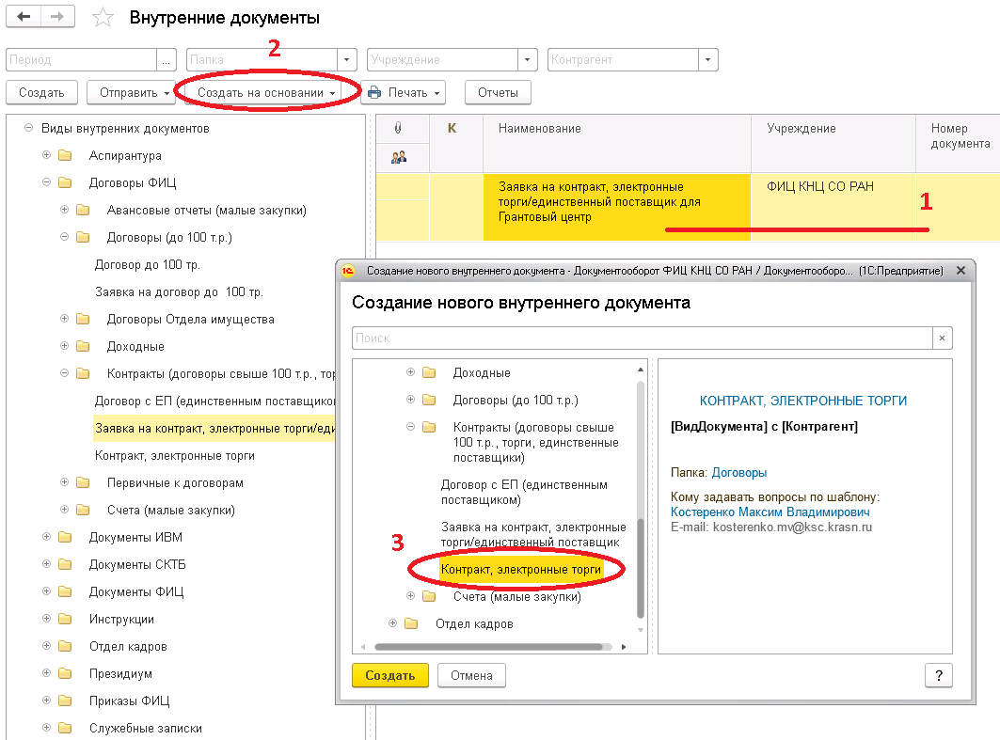 Внутренние документы
2
Период
...
Папка
Учреждение
Контрагент
Создать
Отправить
Создать на основании
Печать
Отчеты
Виды внутренних документов
Аспирантура
Договоры ФИЦ
Авансовые отчеты (малые закупки)
Договоры (до 100 т.р.)
Договор до 100 тр.
Заявка на договор до 100 тр.
Договоры Отдела имущества
Доходные
Контракты (договоры свыше 100 т.р., тор
Договор с ЕП (единственным поставщиком
Заявка на контракт, электронные торги/еди
Контракт, электронные торги
Первичные к договорам
Счета (малые закупки)
Документы ИВМ
Документы СКТБ
Документы ФИЦ
Инструкции
Отдел кадров
Президиум
Приказы ФИЦ
Служебные записки
К
Наименование
Учреждение
Номер
документа
Заявка на контракт, электронные
торги/единственный поставщик для
Грантовый центр
ФИЦ КНЦ СО РАН
1
1С
Создание нового внутреннего документа - Документооборот ФИЦ КНЦ СО РАН / Документооборо... (1С:Предприятие)
Создание нового внутреннего документа
Поиск
×
Доходные
Договоры (до 100 т.р.)
Контракты (договоры свыше
100 т.р., торги, единственные
поставщики)
Договор с ЕП (единственным
поставщиком)
Заявка на контракт, электронные
торги/единственный поставщик
3
Контракт, электронные торги
Счета (малые закупки)
Отдел кадров
КОНТРАКТ, ЭЛЕКТРОННЫЕ ТОРГИ
[ВидДокумента] с [Контрагент]
Папка: Договоры
Кому задавать вопросы по шаблону:
Костеренко Максим Владимирович
E-mail: kosterenko.mv@ksc.krasn.ru
Создать
Отмена
?